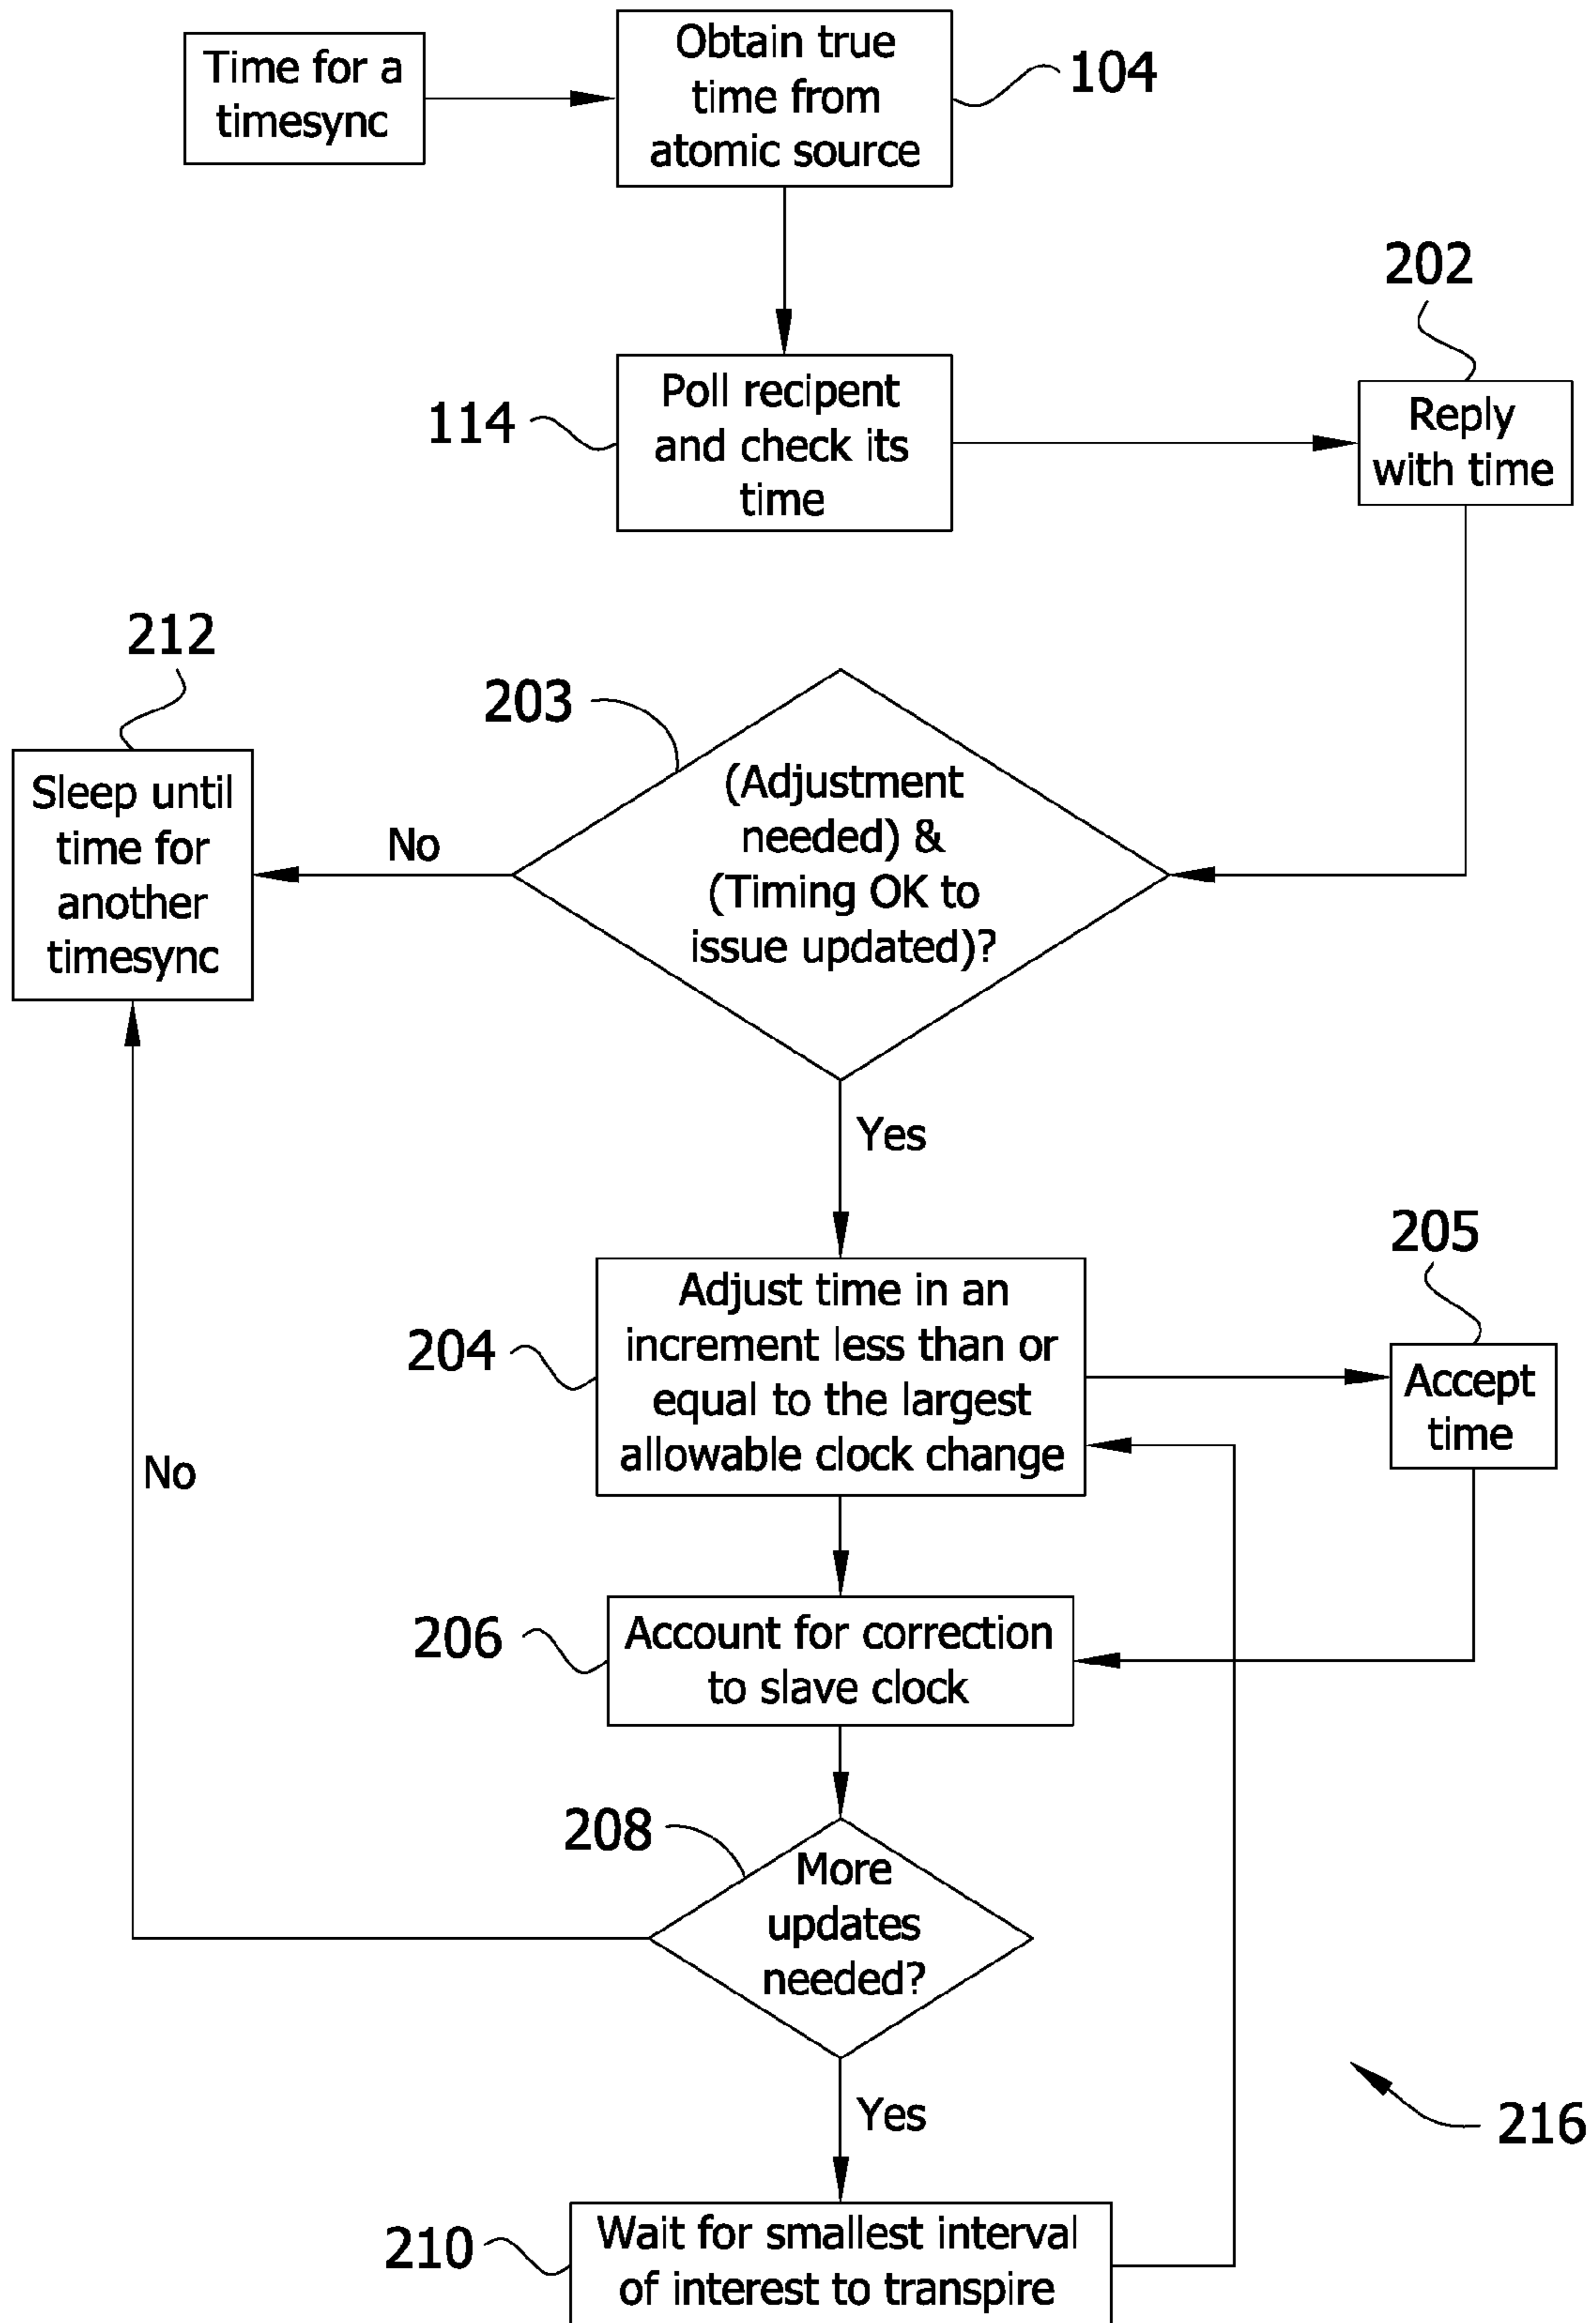 Time for a
timesync
Obtain true
time from
atomic source
104
202
114
Poll recipent
and check its
time
Reply
with time
212
203
Sleep until
time for
another
timesync
No
(Adjustment
needed) &
(Timing OK to
issue updated)?
Yes
205
204
Adjust time in an
increment less than or
equal to the largest
allowable clock change
Accept
time
No
206
Account for correction
to slave clock
208
More
updates
needed?
Yes
216
210
Wait for smallest interval
of interest to transpire